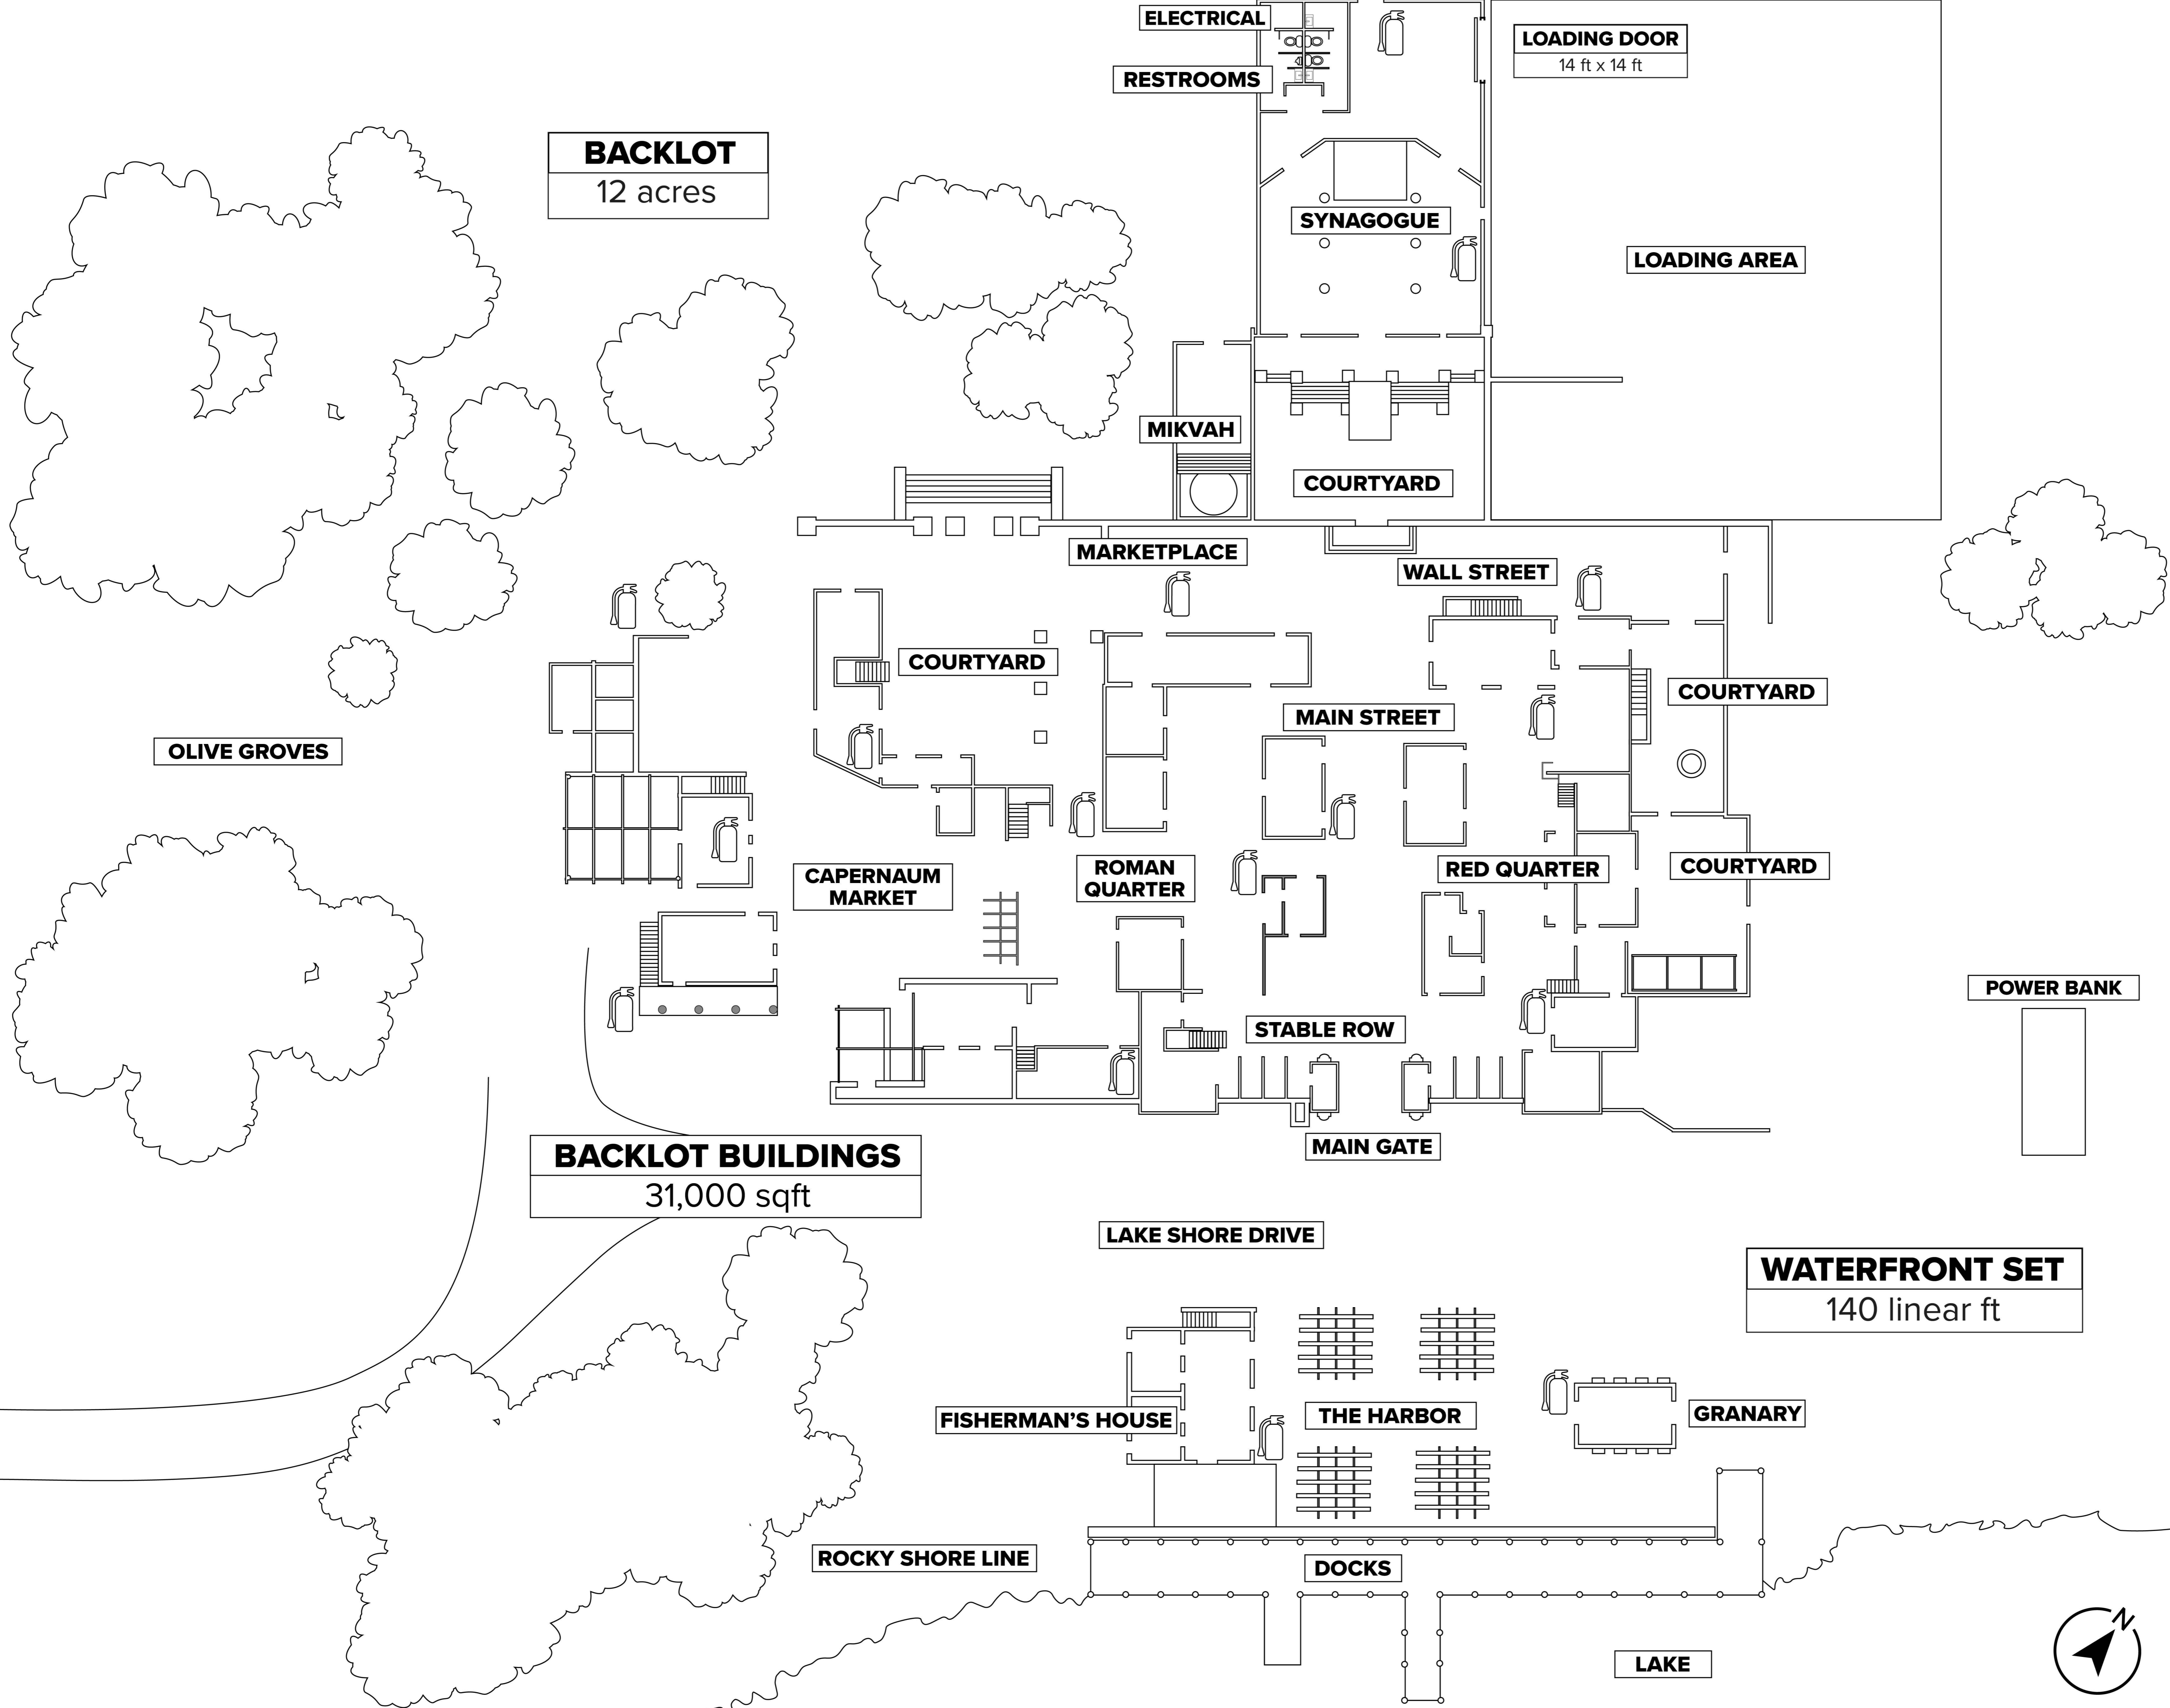 ELECTRICAL
RESTROOMS
LOADING DOOR
14 ft x 14 ft
BACKLOT
12 acres
SYNAGOGUE
LOADING AREA
MIKVAH
COURTYARD
MARKETPLACE
WALL STREET
COURTYARD
COURTYARD
MAIN STREET
OLIVE GROVES
CAPERNAUM
MARKET
ROMAN
QUARTER
RED QUARTER
COURTYARD
POWER BANK
STABLE ROW
MAIN GATE
BACKLOT BUILDINGS
31,000 sqft
LAKE SHORE DRIVE
WATERFRONT SET
140 linear ft
FISHERMAN'S HOUSE
THE HARBOR
GRANARY
ROCKY SHORE LINE
DOCKS
LAKE
N